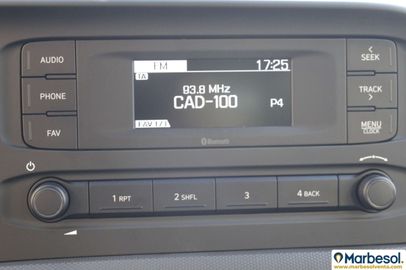 AUDIO
PHONE
FAV
FM
17:25
TA
93.8 MHz
CAD-100
P4
FAV 1/1
Bluetooth
SEEK
TRACK
MENU
CLOCK
1 RPT
2 SHFL
3
4 BACK
Marbesol.
www.marbesolventa.com